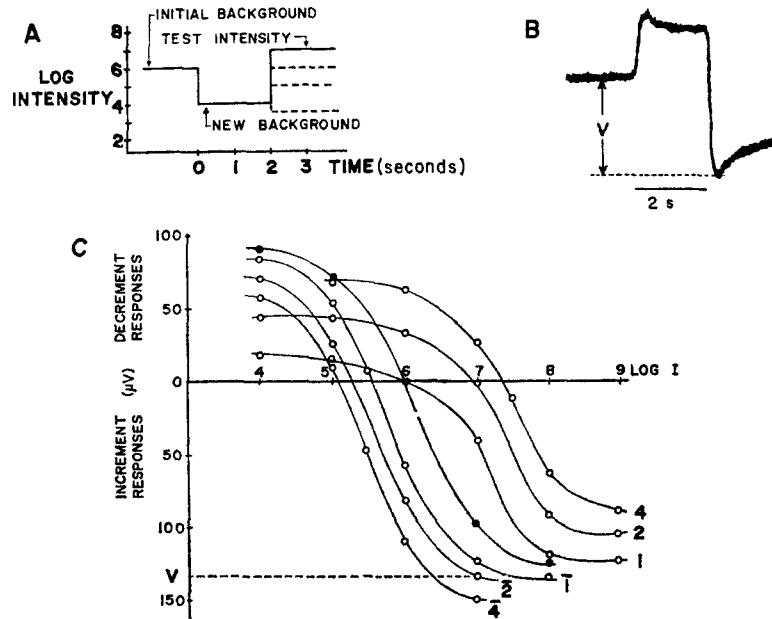 A
INITIAL BACKGROUND
TEST INTENSITY
8
6
4
2
LOG
INTENSITY
NEW BACKGROUND
0 1 2 3 TIME (seconds)
B
V
2 s
C
100
50
0
50
100
V
150
DECREMENT
RESPONSES
(μV)
INCREMENT
RESPONSES
4 5 6 7 8 9 LOG I
4
2
1
1̄
2̄
4̄